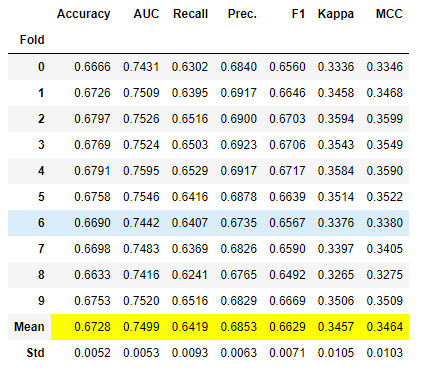 Accuracy AUC Recall Prec. F1 Kappa MCC
Fold
0 0.6666 0.7431 0.6302 0.6840 0.6560 0.3336 0.3346
1 0.6726 0.7509 0.6395 0.6917 0.6646 0.3458 0.3468
2 0.6797 0.7526 0.6516 0.6900 0.6703 0.3594 0.3599
3 0.6769 0.7524 0.6503 0.6923 0.6706 0.3543 0.3549
4 0.6791 0.7595 0.6529 0.6917 0.6717 0.3584 0.3590
5 0.6758 0.7546 0.6416 0.6878 0.6639 0.3514 0.3522
6 0.6690 0.7442 0.6407 0.6735 0.6567 0.3376 0.3380
7 0.6698 0.7483 0.6369 0.6826 0.6590 0.3397 0.3405
8 0.6633 0.7416 0.6241 0.6765 0.6492 0.3265 0.3275
9 0.6753 0.7520 0.6516 0.6829 0.6669 0.3506 0.3509
Mean 0.6728 0.7499 0.6419 0.6853 0.6629 0.3457 0.3464
Std 0.0052 0.0053 0.0093 0.0063 0.0071 0.0105 0.0103